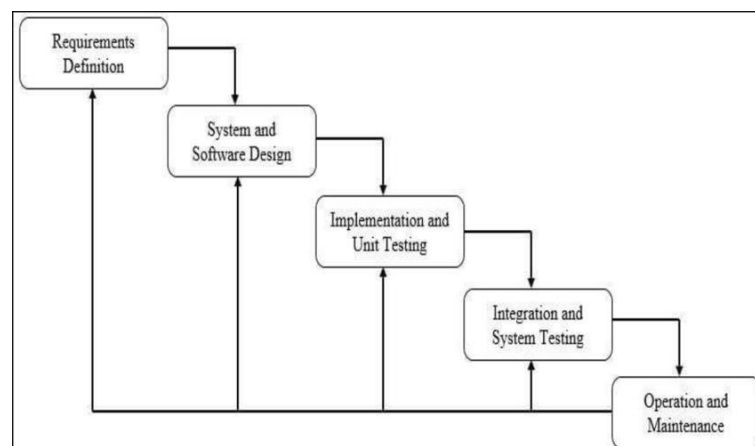 Requirements
Definition
System and
Software Design
Implementation and
Unit Testing
Integration and
System Testing
Operation and
Maintenance